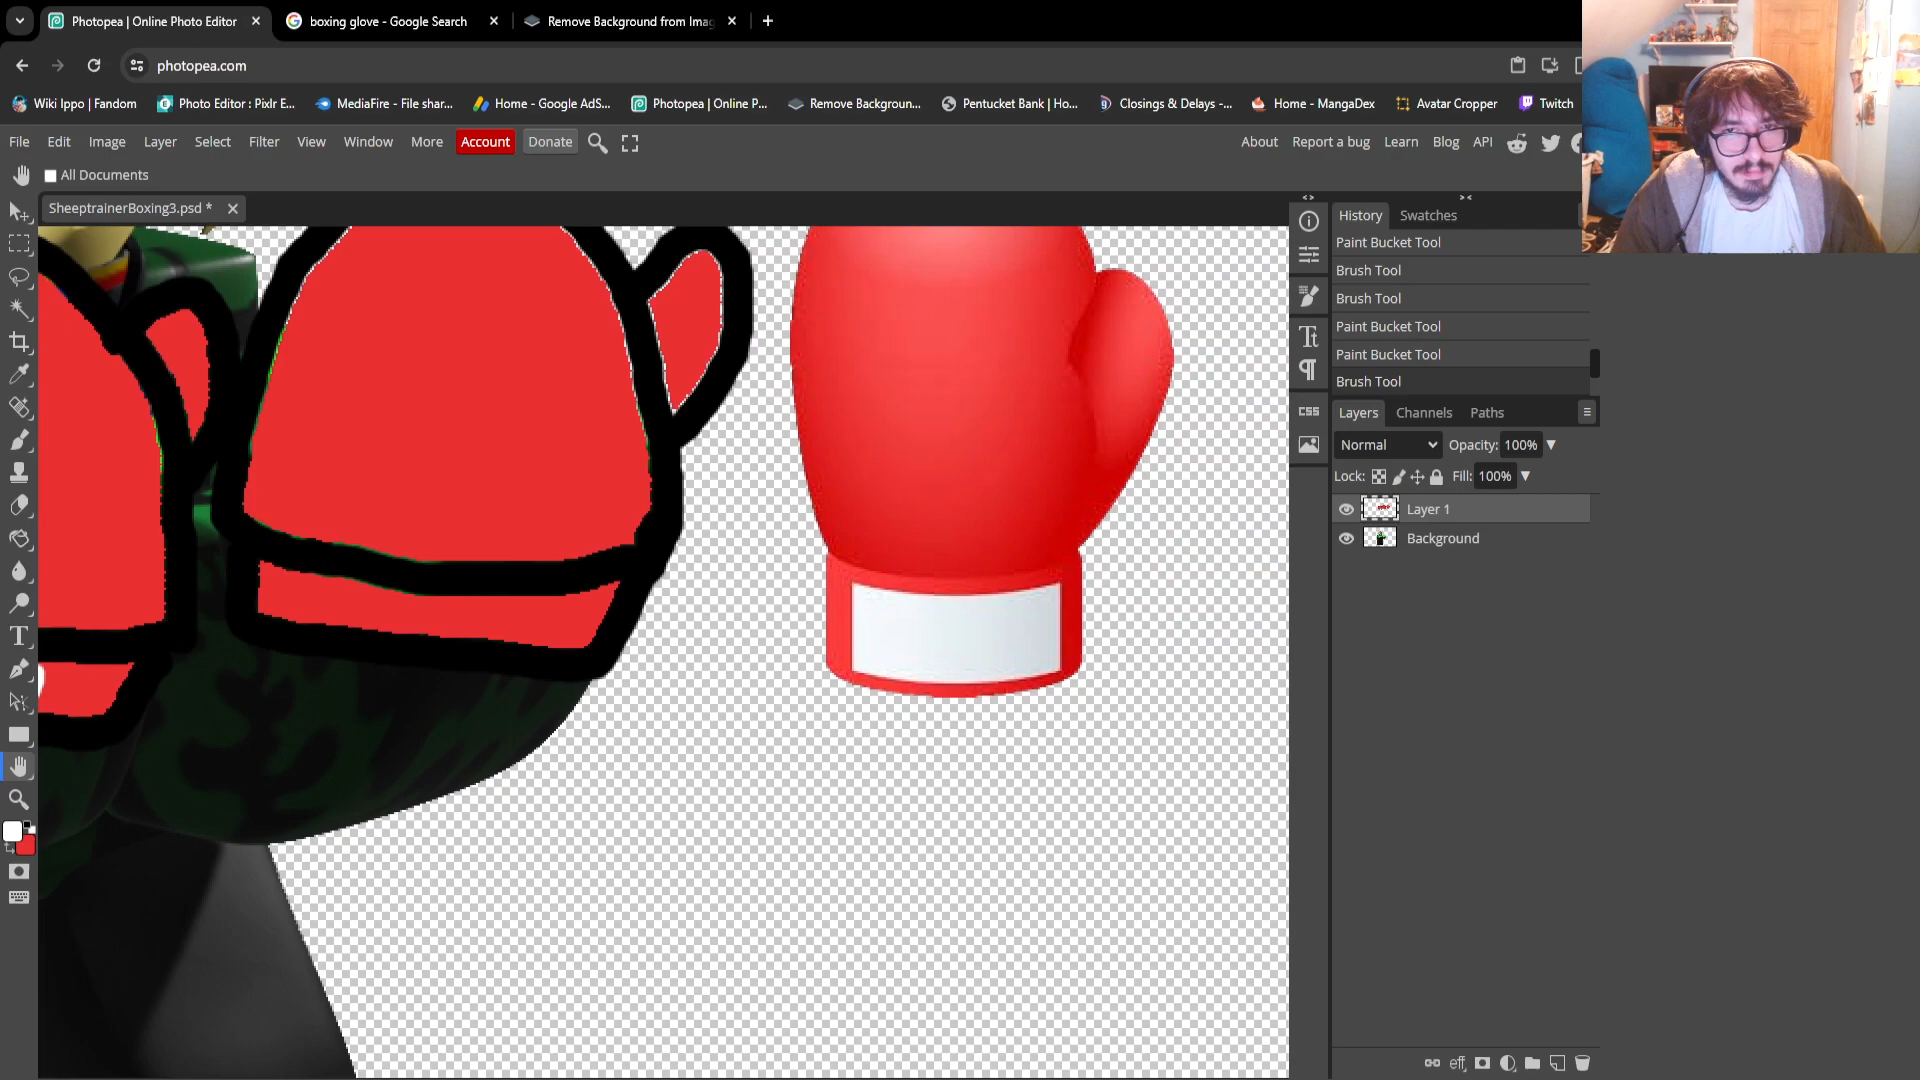 Photopea | Online Photo Editor
boxing glove - Google Search
Remove Background from Imag
photopea.com
Wiki Ippo | Fandom
Photo Editor : Pixlr E...
MediaFire - File shar...
Home - Google AdS...
Photopea | Online P...
Remove Backgroun...
Pentucket Bank | Ho...
Closings & Delays -...
Home - MangaDex
Avatar Cropper
Twitch
File Edit Image Layer Select Filter View Window More Account Donate
About Report a bug Learn Blog API
All Documents
SheeptrainerBoxing3.psd *
History Swatches
Paint Bucket Tool
Brush Tool
Brush Tool
Paint Bucket Tool
Paint Bucket Tool
Brush Tool
CSS
Layers Channels Paths
Normal Opacity: 100%
Lock: Fill: 100%
Layer 1
Background
eff